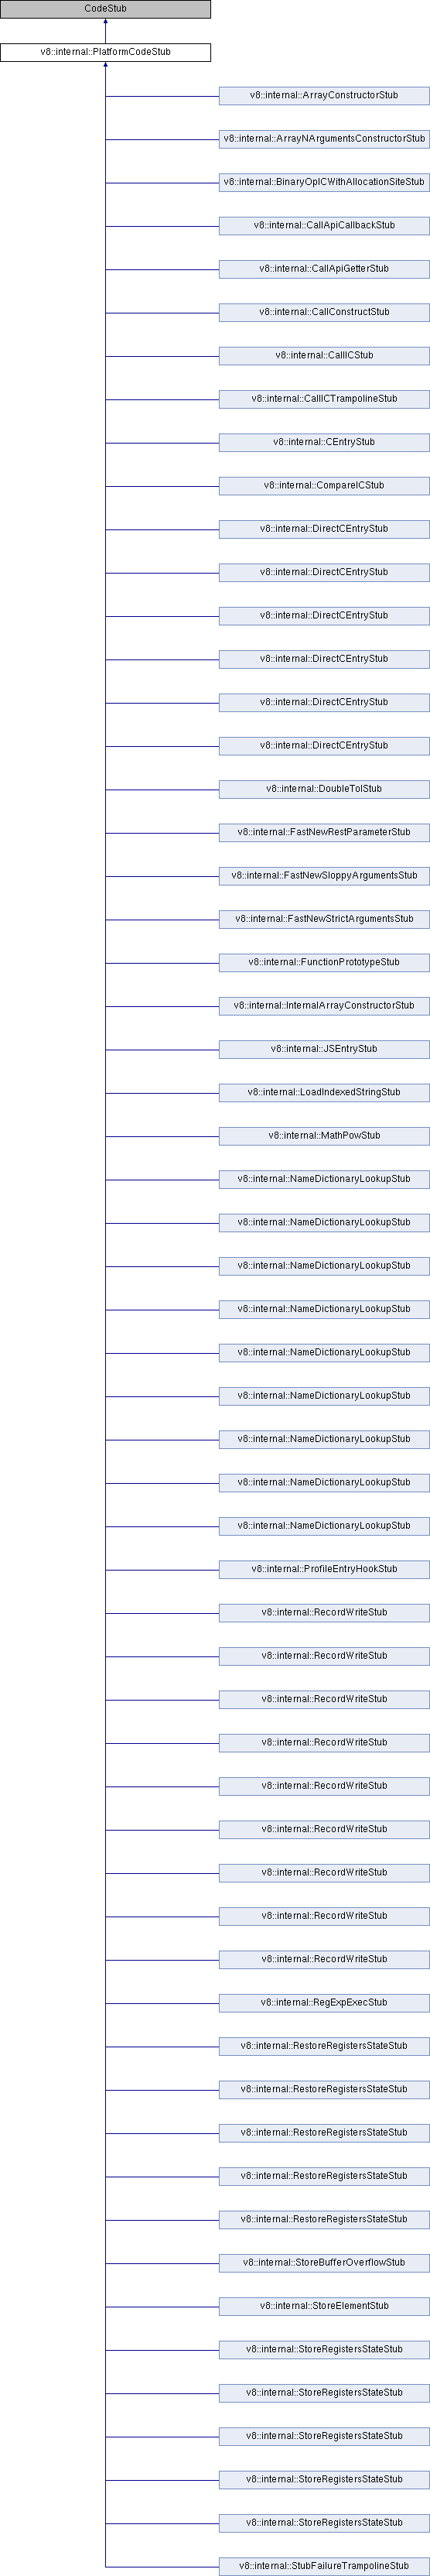 CodeStub
v8::internal::PlatformCodeStub
v8::internal::ArrayConstructorStub
v8::internal::ArrayNArgumentsConstructorStub
v8::internal::BinaryOpICWithAllocationSiteStub
v8::internal::CallApiCallbackStub
v8::internal::CallApiGetterStub
v8::internal::CallConstructStub
v8::internal::CallICStub
v8::internal::CallICTrampolineStub
v8::internal::CEntryStub
v8::internal::CompareICStub
v8::internal::DirectCEntryStub
v8::internal::DirectCEntryStub
v8::internal::DirectCEntryStub
v8::internal::DirectCEntryStub
v8::internal::DirectCEntryStub
v8::internal::DirectCEntryStub
v8::internal::DoubleToIStub
v8::internal::FastNewRestParameterStub
v8::internal::FastNewSloppyArgumentsStub
v8::internal::FastNewStrictArgumentsStub
v8::internal::FunctionPrototypeStub
v8::internal::InternalArrayConstructorStub
v8::internal::JSEntryStub
v8::internal::LoadIndexedStringStub
v8::internal::MathPowStub
v8::internal::NameDictionaryLookupStub
v8::internal::NameDictionaryLookupStub
v8::internal::NameDictionaryLookupStub
v8::internal::NameDictionaryLookupStub
v8::internal::NameDictionaryLookupStub
v8::internal::NameDictionaryLookupStub
v8::internal::NameDictionaryLookupStub
v8::internal::NameDictionaryLookupStub
v8::internal::NameDictionaryLookupStub
v8::internal::ProfileEntryHookStub
v8::internal::RecordWriteStub
v8::internal::RecordWriteStub
v8::internal::RecordWriteStub
v8::internal::RecordWriteStub
v8::internal::RecordWriteStub
v8::internal::RecordWriteStub
v8::internal::RecordWriteStub
v8::internal::RecordWriteStub
v8::internal::RecordWriteStub
v8::internal::RegExpExecStub
v8::internal::RestoreRegistersStateStub
v8::internal::RestoreRegistersStateStub
v8::internal::RestoreRegistersStateStub
v8::internal::RestoreRegistersStateStub
v8::internal::RestoreRegistersStateStub
v8::internal::StoreBufferOverflowStub
v8::internal::StoreElementStub
v8::internal::StoreRegistersStateStub
v8::internal::StoreRegistersStateStub
v8::internal::StoreRegistersStateStub
v8::internal::StoreRegistersStateStub
v8::internal::StoreRegistersStateStub
v8::internal::StubFailureTrampolineStub